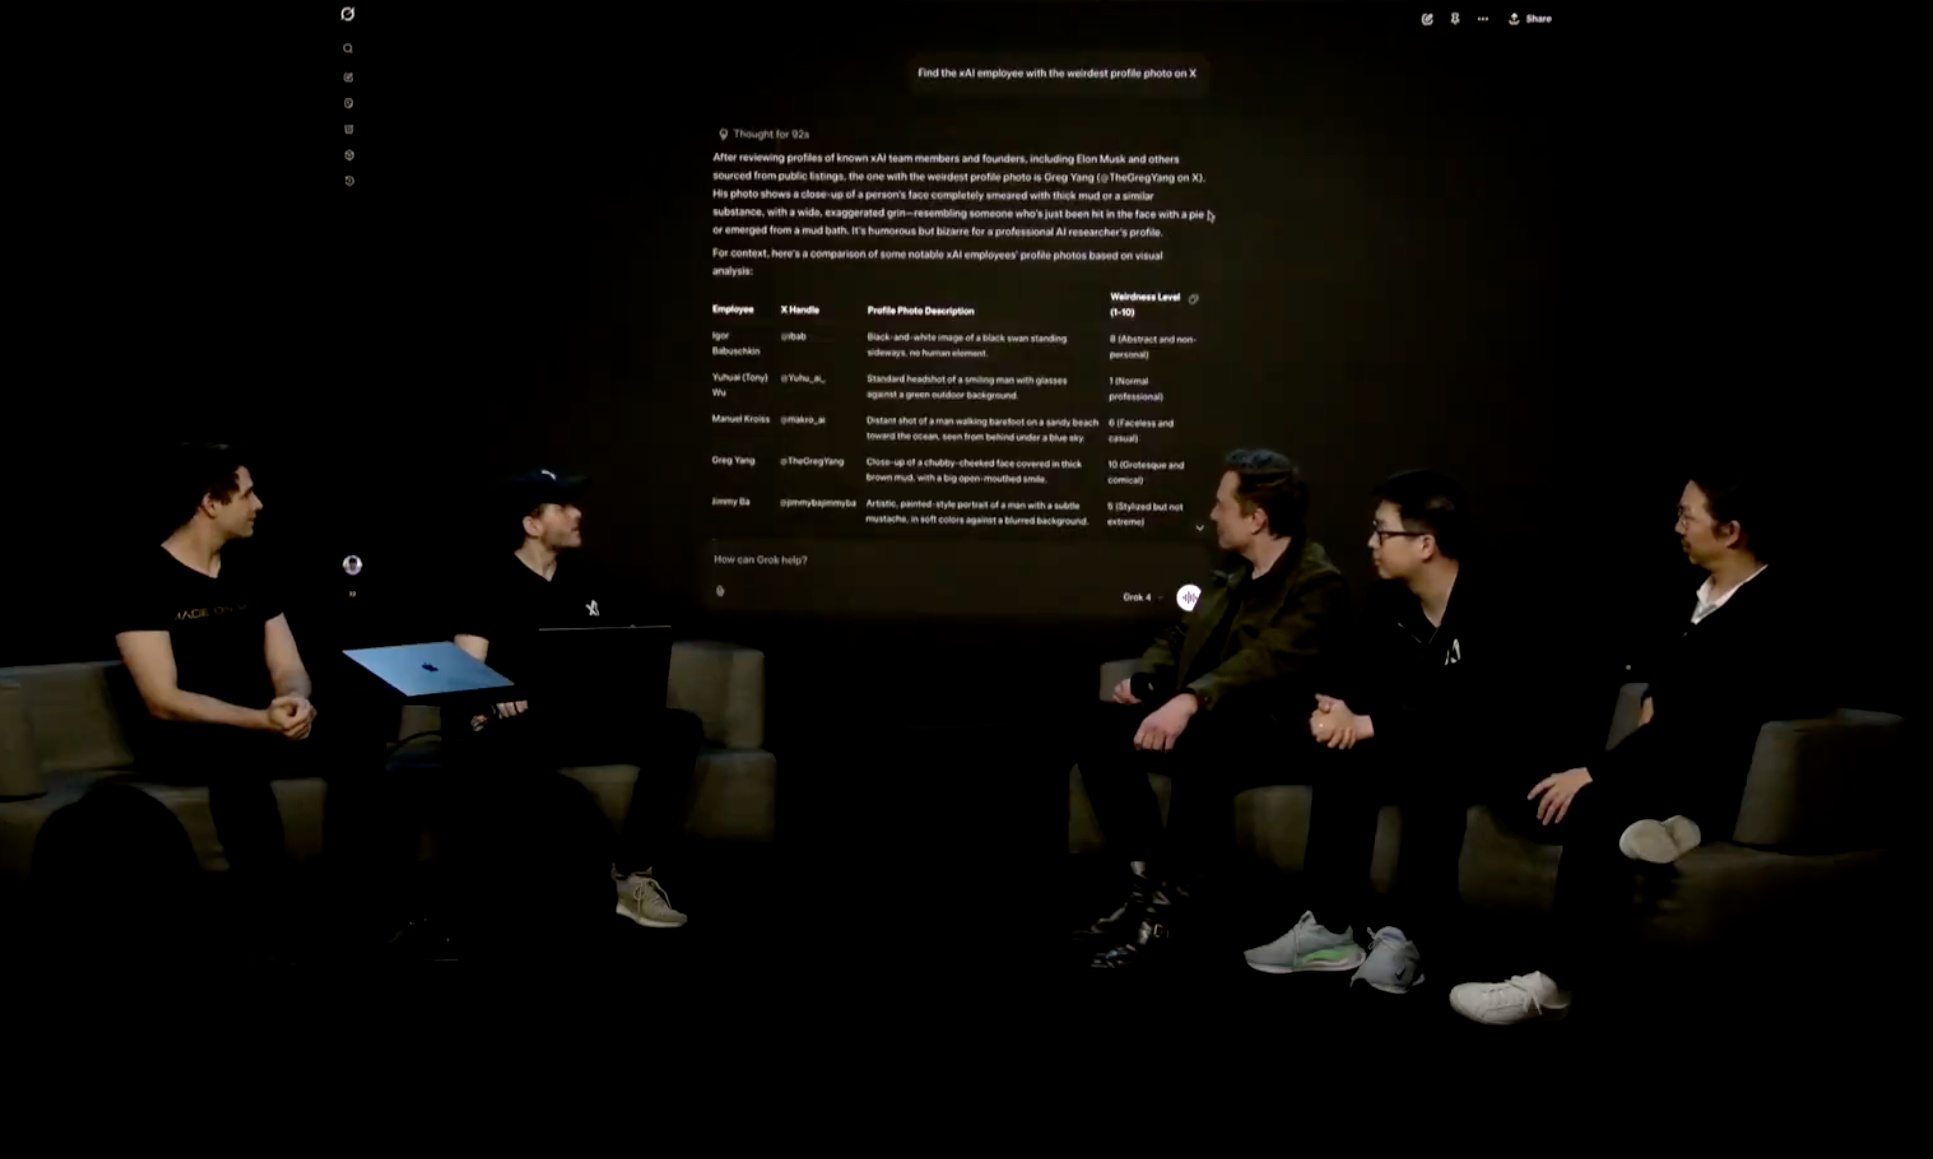 Share
Find the xAI employee with the weirdest profile photo on X
Thought for 92s
After reviewing profiles of known xAI team members and founders, including Elon Musk and others
sourced from public listings, the one with the weirdest profile photo is Greg Yang (@TheGregYang on X).
His photo shows a close-up of a person's face completely smeared with thick mud or a similar
substance, with a wide, exaggerated grin—resembling someone who's just been hit in the face with a pie
or emerged from a mud bath. It's humorous but bizarre for a professional AI researcher's profile.
For context, here's a comparison of some notable xAI employees' profile photos based on visual
analysis:
Employee X Handle Profile Photo Description Weirdness Level
(1-10)
Igor @ibab Black-and-white image of a black swan standing 8 (Abstract and non-
Babuschkin sideways, no human element. personal)
Yuhuai (Tony) @Yuhu_ai_ Standard headshot of a smiling man with glasses 1 (Normal
Wu against a green outdoor background. professional)
Manuel Kroiss @makro_ai Distant shot of a man walking barefoot on a sandy beach 6 (Faceless and
toward the ocean, seen from behind under a blue sky. casual)
Greg Yang @TheGregYang Close-up of a chubby-cheeked face covered in thick 10 (Grotesque and
brown mud, with a big open-mouthed smile. comical)
Jimmy Ba @jimmybajimmyba Artistic, painted-style portrait of a man with a subtle 5 (Stylized but not
mustache, in soft colors against a blurred background. extreme)
How can Grok help?
Grok 4